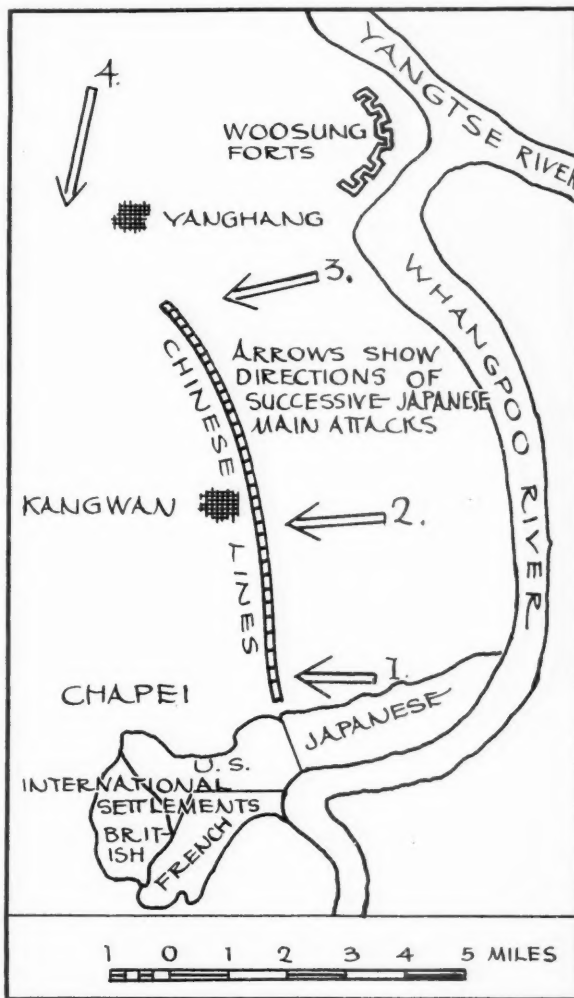 4.
YANGTSE RIVER
WOOSUNG
FORTS
YANGHANG
3.
WHANGPOO RIVER
CHINESE LINES
ARROWS SHOW
DIRECTIONS OF
SUCCESSIVE JAPANESE
MAIN ATTACKS
KANGWAN
2.
1.
CHAPEI
JAPANESE
U.S.
INTERNATIONAL
SETTLEMENTS
BRIT-
ISH
FRENCH
1 0 1 2 3 4 5 MILES